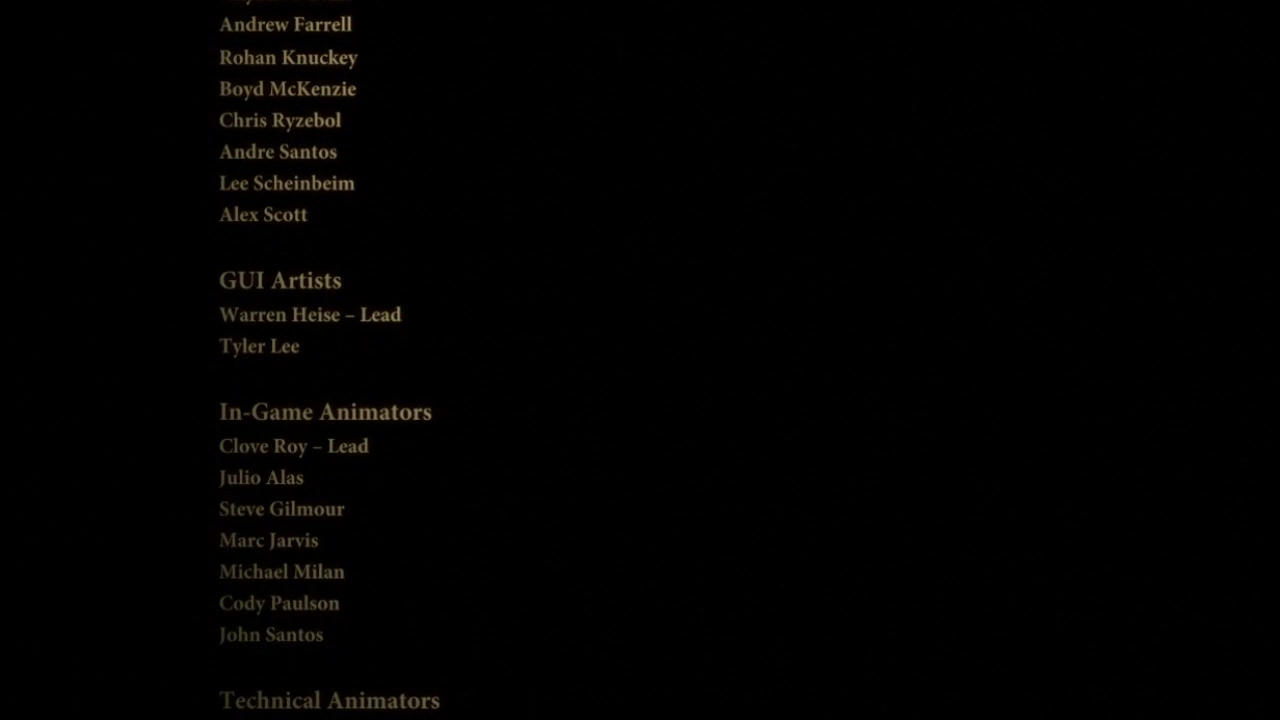 Andrew Farrell
Rohan Knuckey
Boyd McKenzie
Chris Ryzebol
Andre Santos
Lee Scheinbeim
Alex Scott
GUI Artists
Warren Heise – Lead
Tyler Lee
In-Game Animators
Clove Roy – Lead
Julio Alas
Steve Gilmour
Marc Jarvis
Michael Milan
Cody Paulson
John Santos
Technical Animators